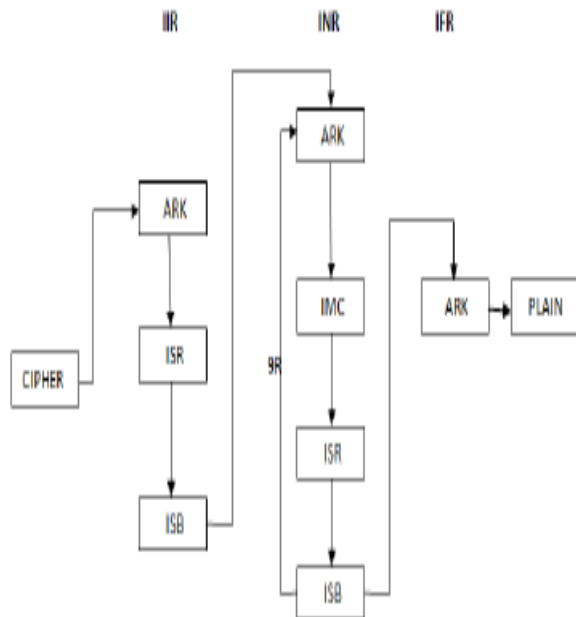 IIR INR IFR
ARK
ARK
IMC
ARK
PLAIN
ISR
CIPHER
9R
ISR
ISB
ISB